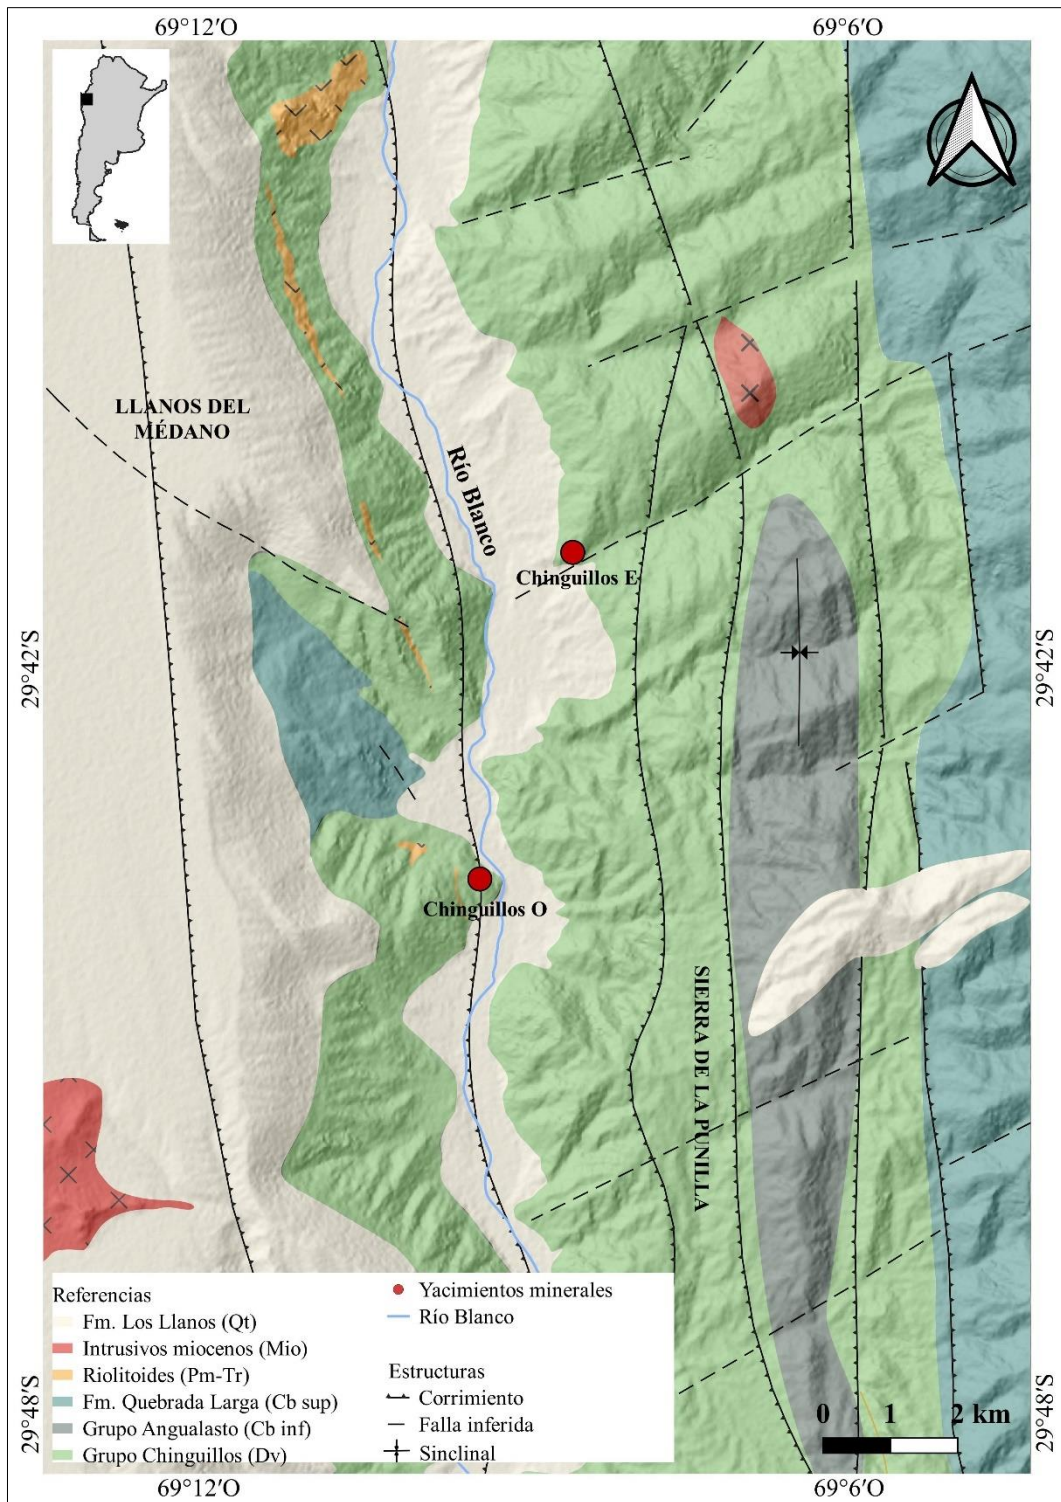 69°12′O
69°6′O
LLANOS DEL
MÉDANO
Río Blanco
Chinguillos E
29°42′S
29°42′S
Chinguillos O
SIERRA DE LA PUNILLA
Referencias
Fm. Los Llanos (Qt)
Intrusivos miocenos (Mio)
Riolitoides (Pm-Tr)
Fm. Quebrada Larga (Cb sup)
Grupo Angualasto (Cb inf)
Grupo Chinguillos (Dv)
Yacimientos minerales
Río Blanco
Estructuras
Corrimiento
Falla inferida
Sinclinal
29°48′S
29°48′S
0 1 2 km
69°12′O
69°6′O